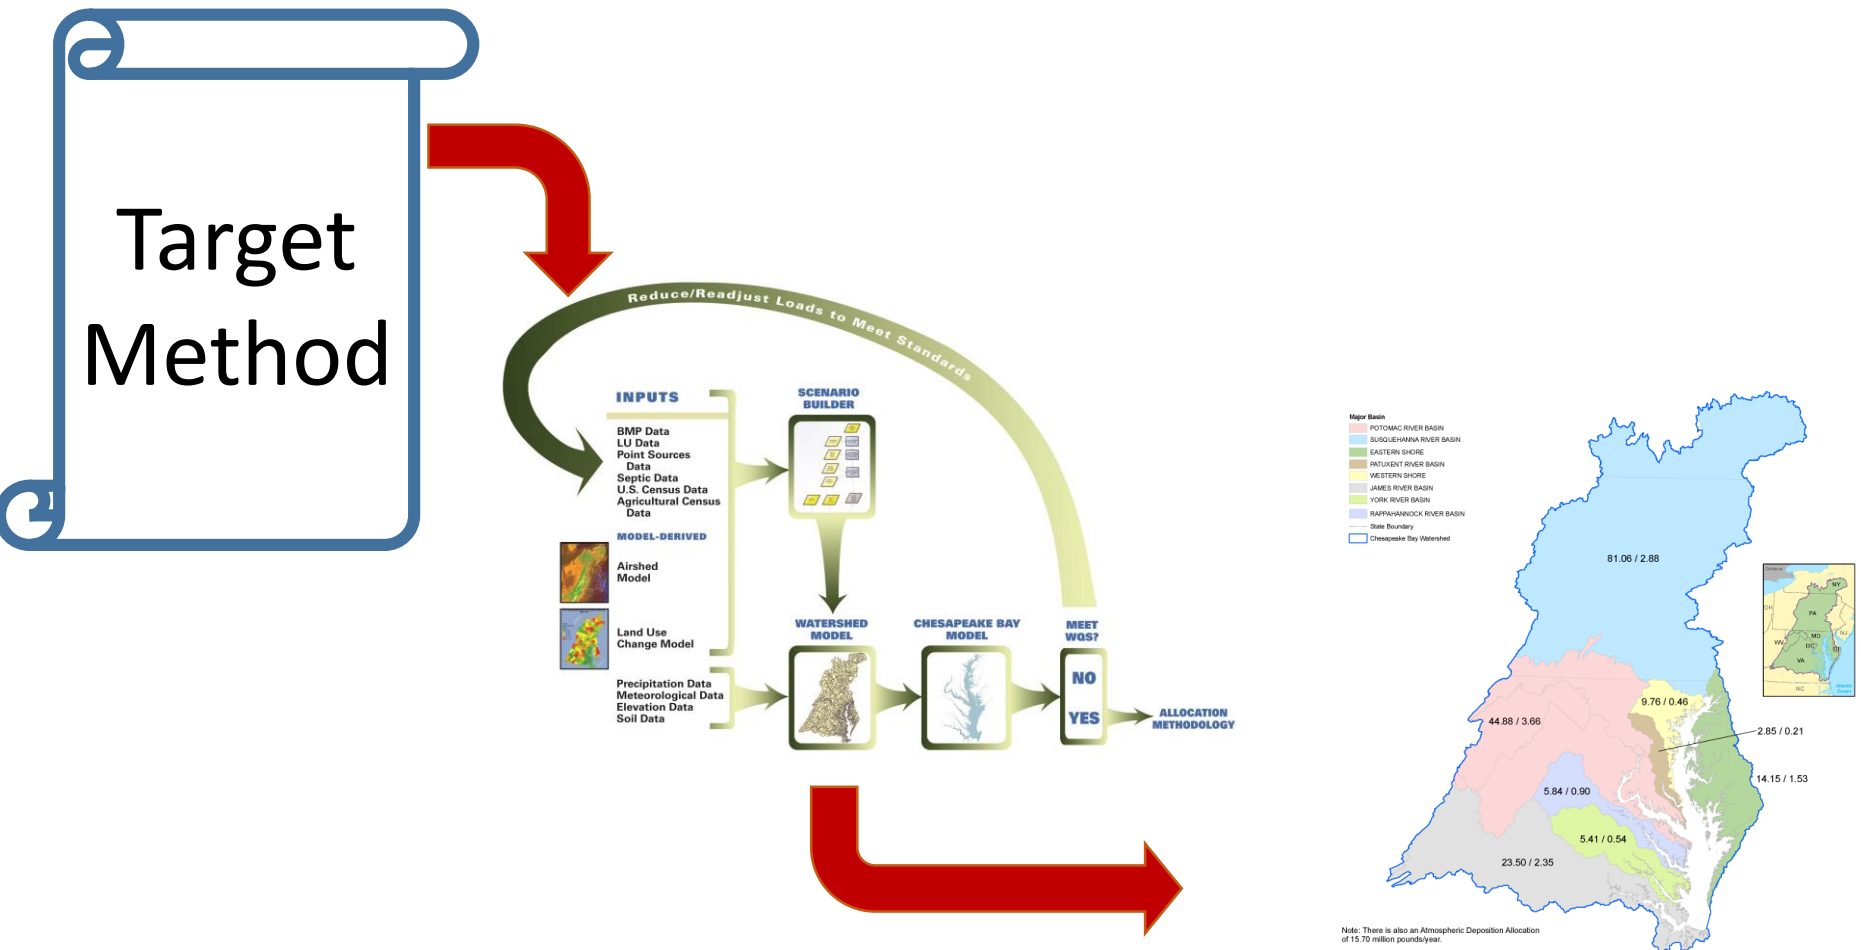 Target
Method
Reduce/Readjust Loads to Meet Standards
INPUTS
BMP Data
LU Data
Point Sources
Data
Septic Data
U.S. Census Data
Agricultural Census
Data
MODEL-DERIVED
Airshed
Model
Land Use
Change Model
Precipitation Data
Meteorological Data
Elevation Data
Soil Data
SCENARIO
BUILDER
WATERSHED
MODEL
CHESAPEAKE BAY
MODEL
MEET
WQS?
NO
YES
ALLOCATION
METHODOLOGY
Major Basin
POTOMAC RIVER BASIN
SUSQUEHANNA RIVER BASIN
EASTERN SHORE
PATUXENT RIVER BASIN
WESTERN SHORE
JAMES RIVER BASIN
YORK RIVER BASIN
RAPPAHANNOCK RIVER BASIN
State Boundary
Chesapeake Bay Watershed
81.06 / 2.88
44.88 / 3.66
9.76 / 0.46
2.85 / 0.21
14.15 / 1.53
5.84 / 0.90
5.41 / 0.54
23.50 / 2.35
Ontario
NY
OH
PA
NJ
WV
MD
DC
DE
VA
NC
Atlantic
Ocean
Note: There is also an Atmospheric Deposition Allocation
of 15.70 million pounds/year.